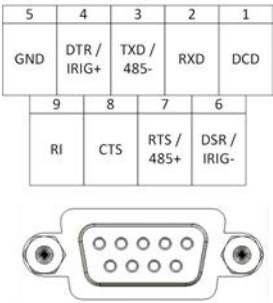 5 4 3 2 1
GND DTR / IRIG+ TXD / 485- RXD DCD
9 8 7 6
RI CTS RTS / 485+ DSR / IRIG-